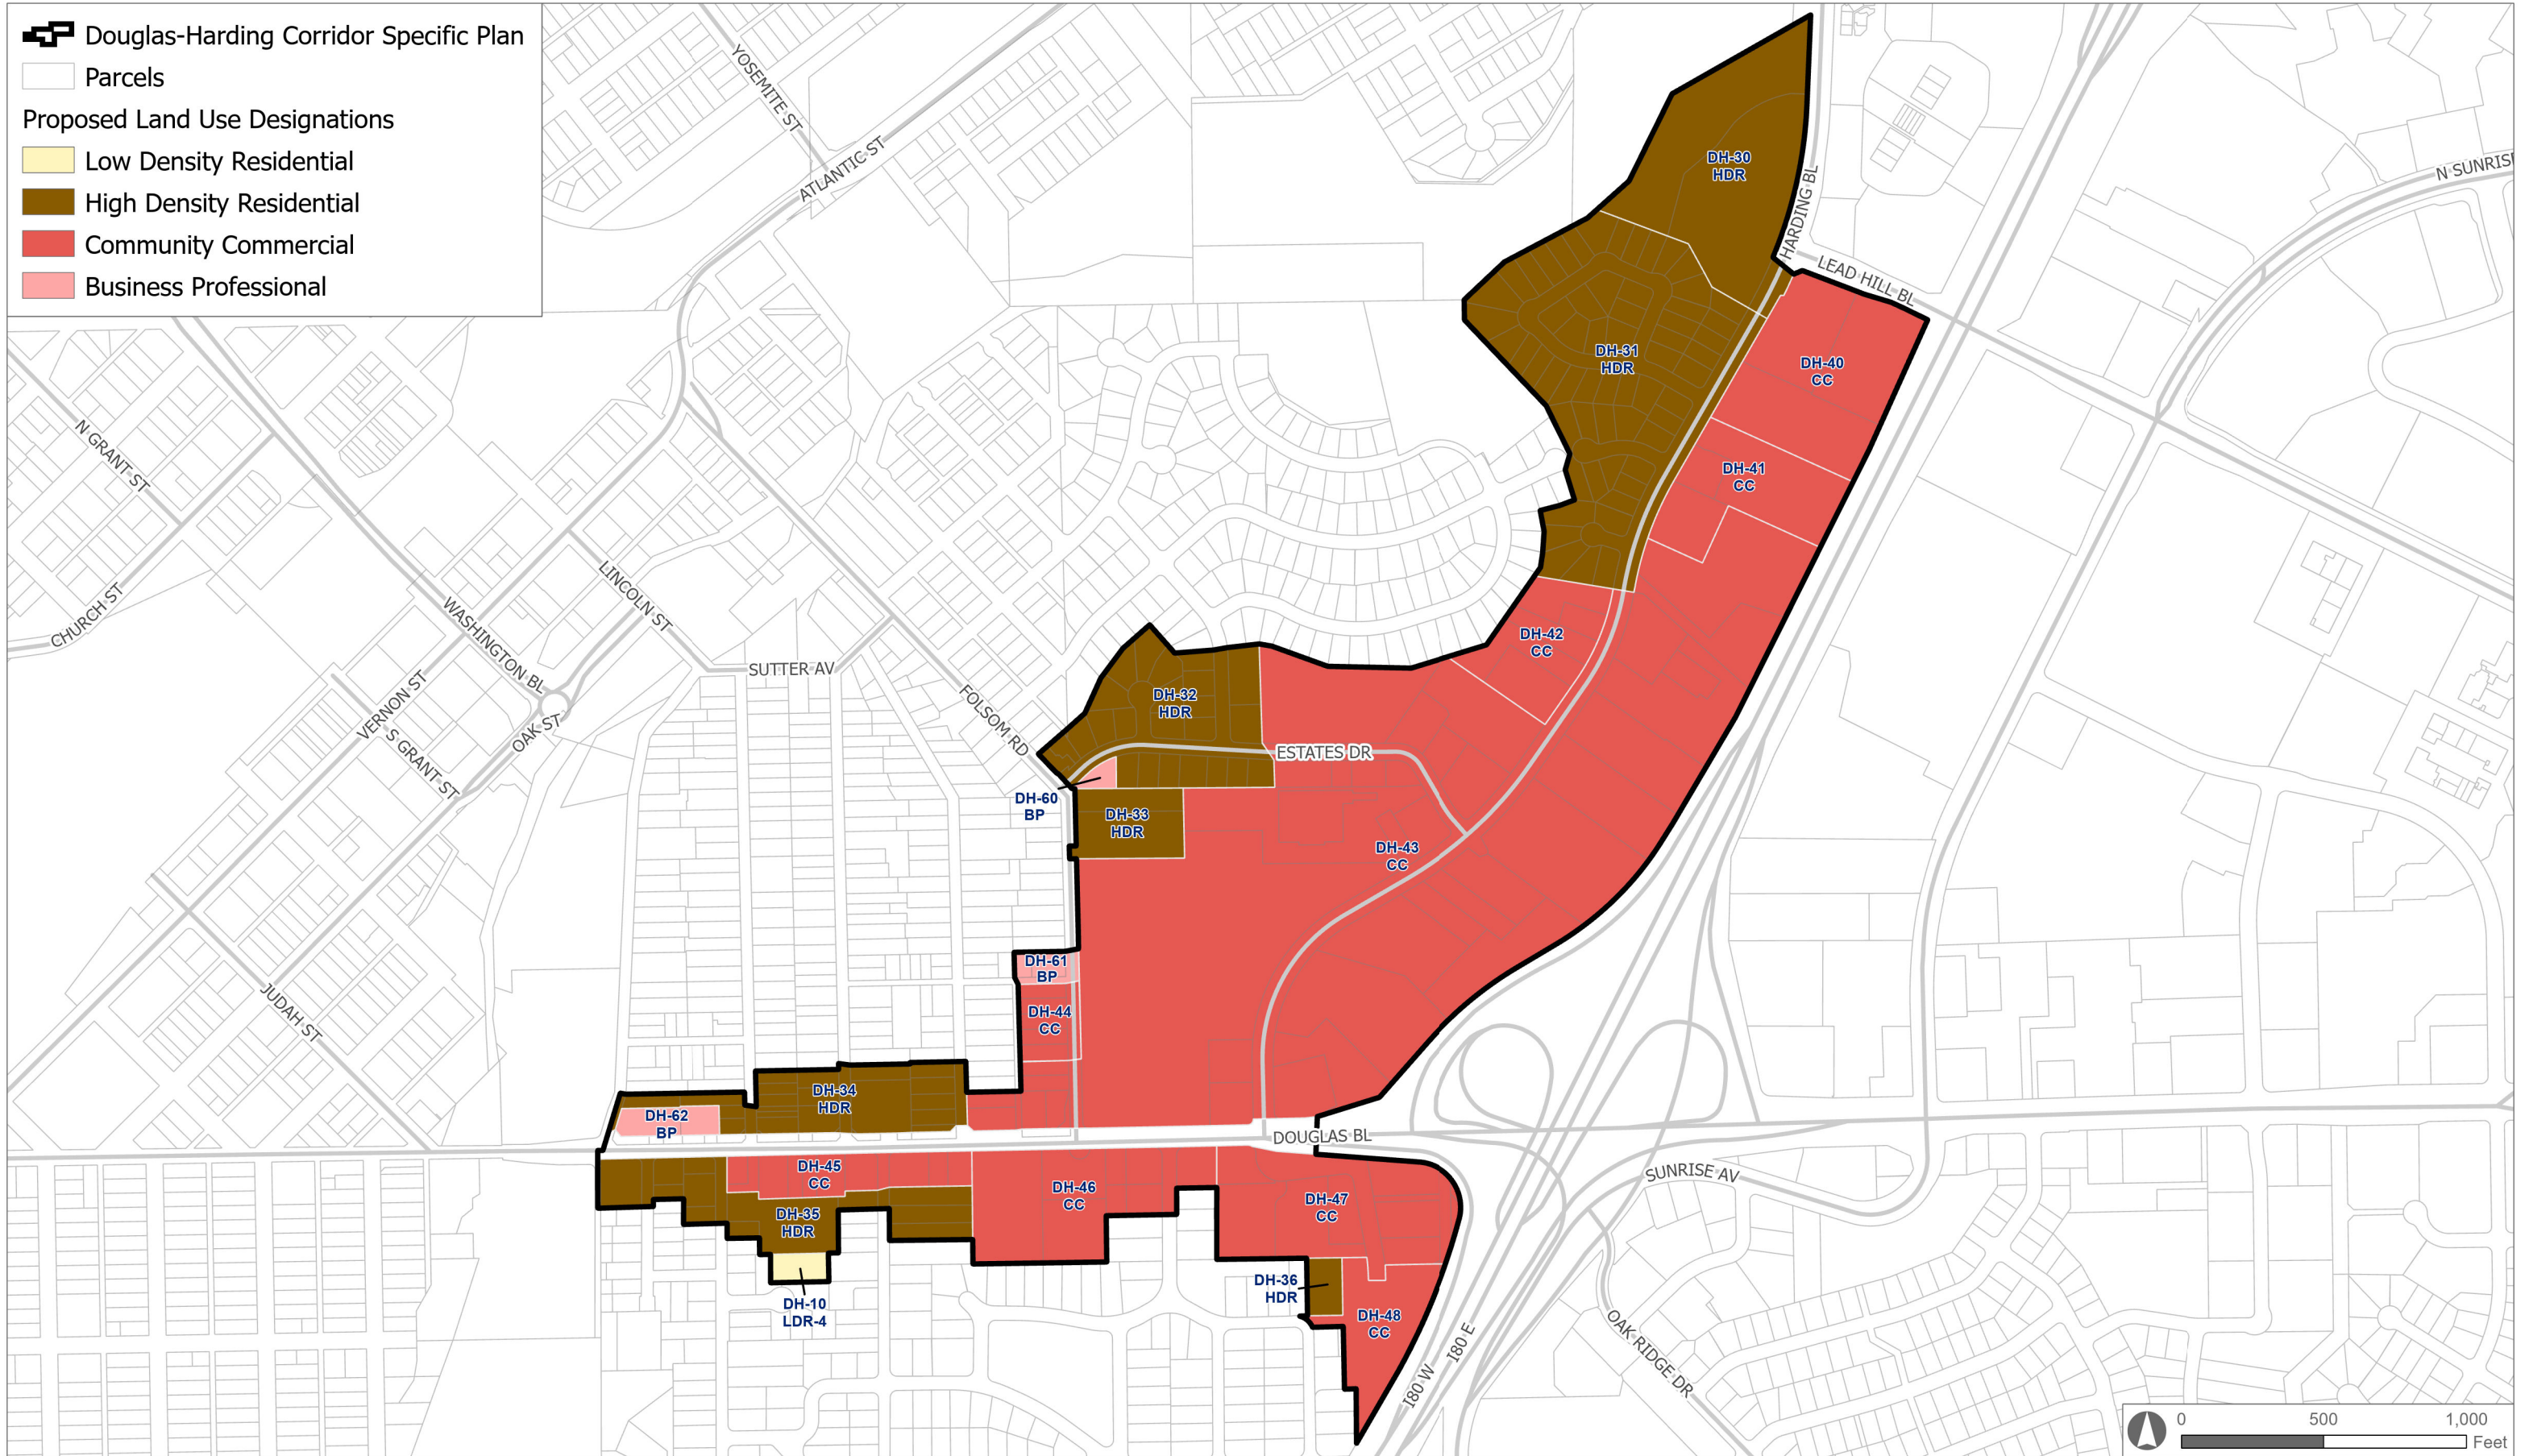 Douglas-Harding Corridor Specific Plan
Parcels
Proposed Land Use Designations
Low Density Residential
High Density Residential
Community Commercial
Business Professional
YOSEMITE ST
ATLANTIC ST
DH-30
HDR
HARDING BL
N SUNRIS
LEAD HILL BL
DH-31
HDR
DH-40
CC
N GRANT ST
DH-41
CC
CHURCH ST
WASHINGTON BL
LINCOLN ST
SUTTER AV
DH-42
CC
VERNON ST
S GRANT ST
OAK ST
FOLSOM RD
DH-32
HDR
ESTATES DR
DH-60
BP
DH-33
HDR
DH-43
CC
DH-61
BP
DH-44
CC
JUDAH ST
DH-34
HDR
DH-62
BP
DOUGLAS BL
SUNRISE AV
DH-45
CC
DH-46
CC
DH-47
CC
DH-35
HDR
DH-36
HDR
DH-10
LDR-4
DH-48
CC
I80 E
I80 W
OAK RIDGE DR
0 500 1,000
Feet